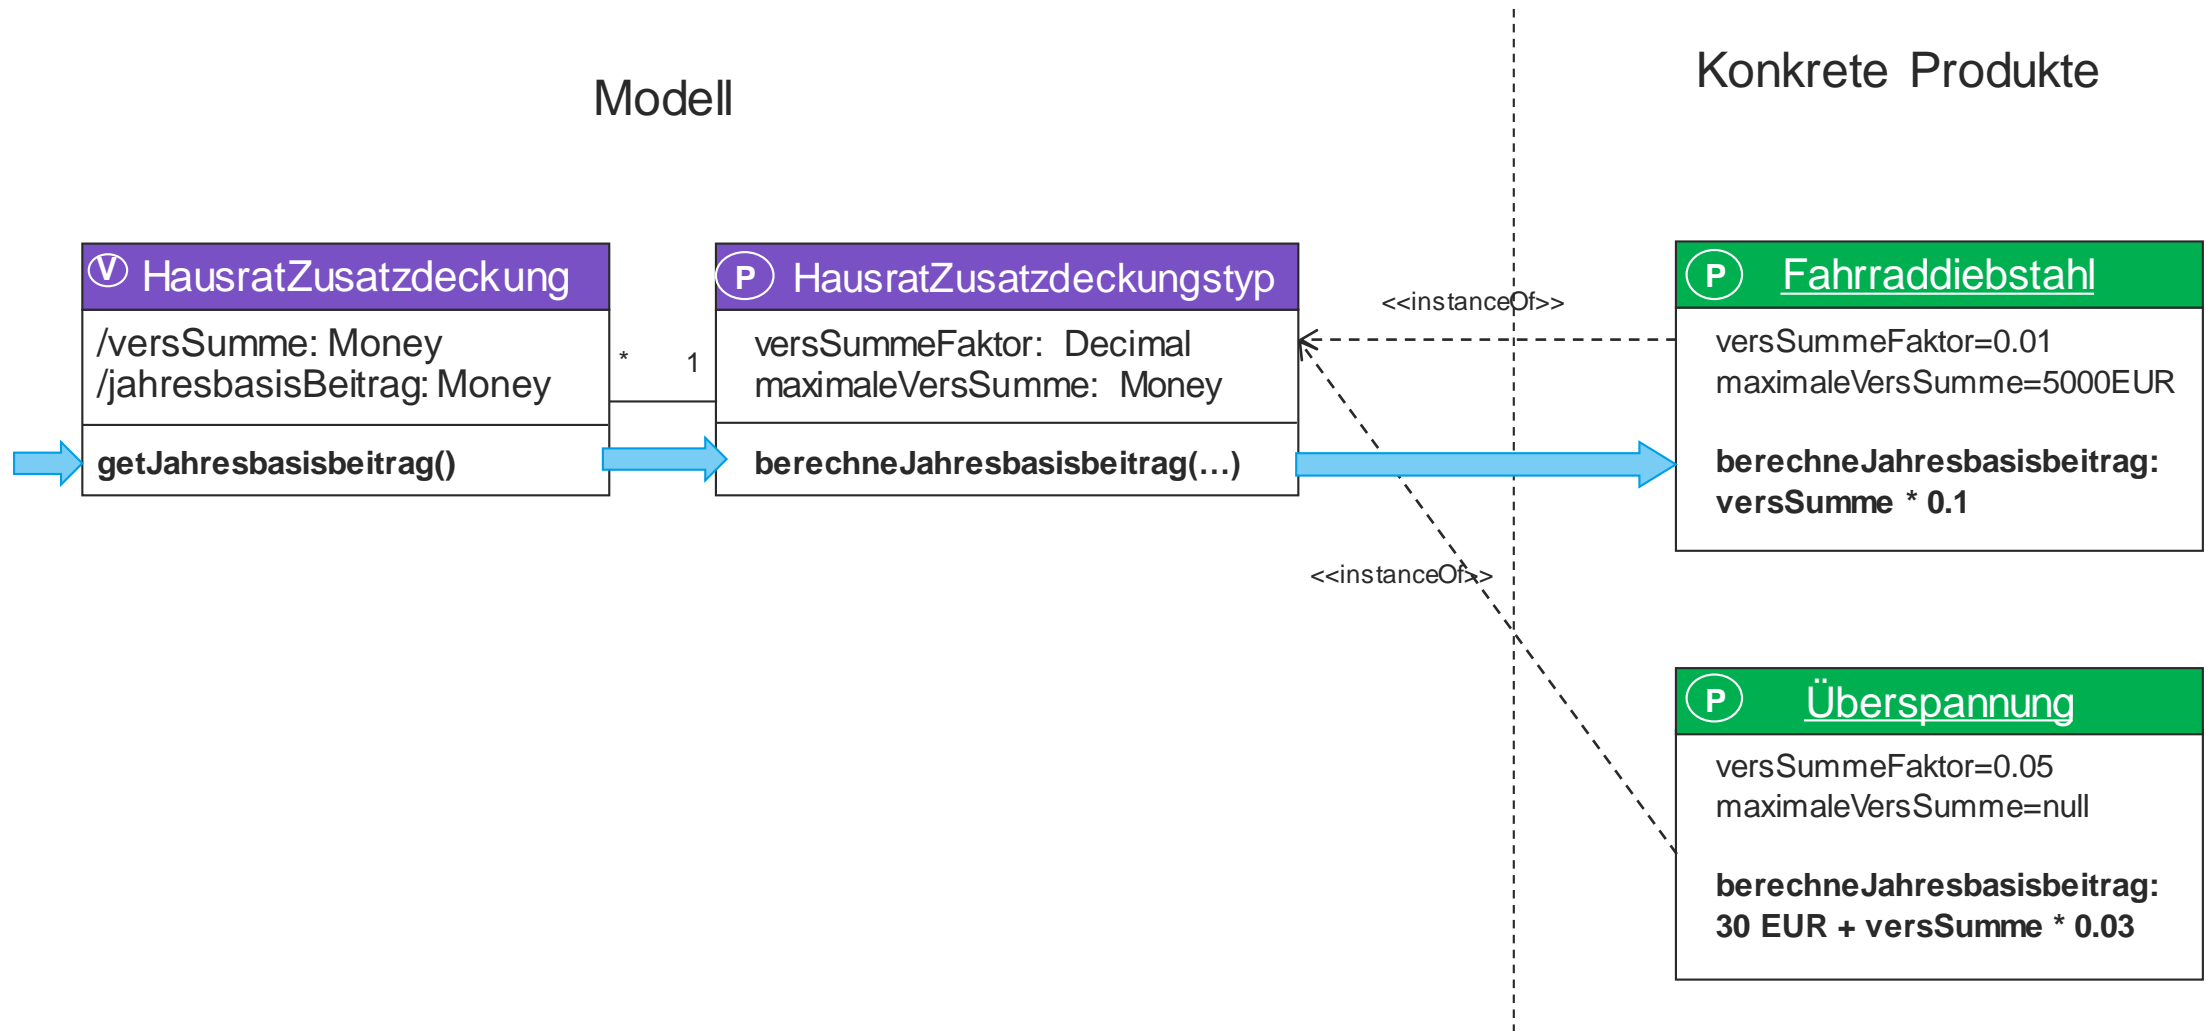 Modell
Konkrete Produkte
V HausratZusatzdeckung
/versSumme: Money
/jahresbasisBeitrag: Money
getJahresbasisbeitrag()
* 1
P HausratZusatzdeckungstyp
versSummeFaktor: Decimal
maximaleVersSumme: Money
berechneJahresbasisbeitrag(…)
<<instanceOf>>
<<instanceOf>>
P Fahrraddiebstahl
versSummeFaktor=0.01
maximaleVersSumme=5000EUR
berechneJahresbasisbeitrag:
versSumme * 0.1
P Überspannung
versSummeFaktor=0.05
maximaleVersSumme=null
berechneJahresbasisbeitrag:
30 EUR + versSumme * 0.03